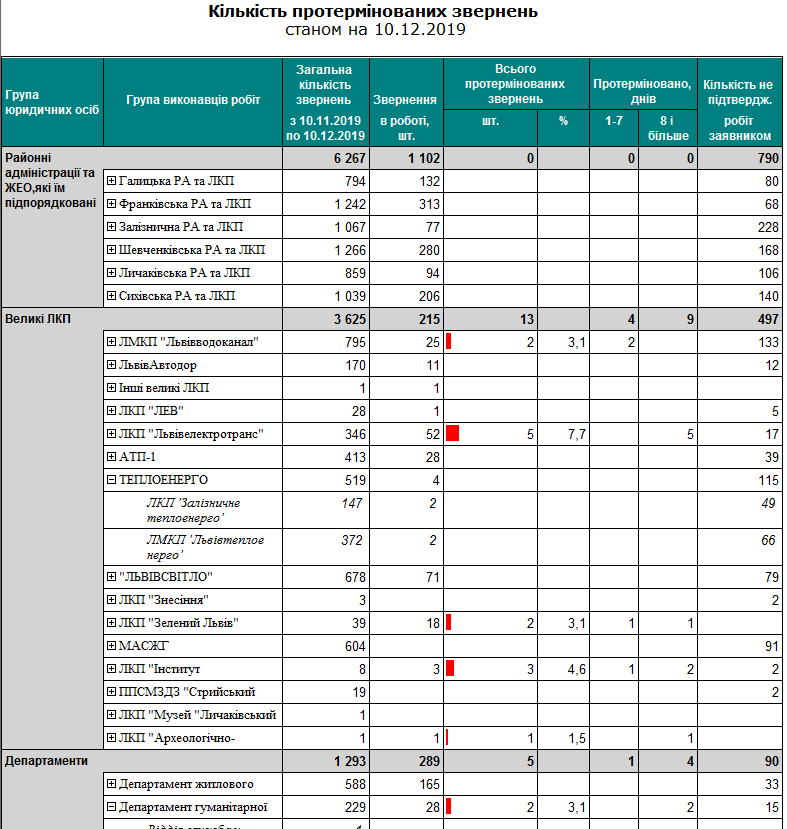 Кількість протермінованих звернень
станом на 10.12.2019
Група юридичних осіб | Група виконавців робіт | Загальна кількість звернень з 10.11.2019 по 10.12.2019 | Звернення в роботі, шт. | Всього протермінованих звернень шт. | % | Протерміновано, днів 1-7 | 8 і більше | Кількість не підтвердж. робіт заявником
Районні адміністрації та ЖЕО,які їм підпорядковані 6 267 1 102 0 0 0 790
Галицька РА та ЛКП 794 132 80
Франківська РА та ЛКП 1 242 313 68
Залізнична РА та ЛКП 1 067 77 228
Шевченківська РА та ЛКП 1 266 280 168
Личаківська РА та ЛКП 859 94 106
Сихівська РА та ЛКП 1 039 206 140
Великі ЛКП 3 625 215 13 4 9 497
ЛМКП "Львівводоканал" 795 25 2 3,1 2 133
ЛьвівАвтодор 170 11 12
Інші великі ЛКП 1 1
ЛКП "ЛЕВ" 28 1 5
ЛКП "Львівелектротранс" 346 52 5 7,7 5 17
АТП-1 413 28 39
ТЕПЛОЕНЕРГО 519 4 115
ЛКП 'Залізничне теплоенерго' 147 2 49
ЛМКП 'Львівтеплоенерго' 372 2 66
"ЛЬВІВСВІТЛО" 678 71 79
ЛКП "Знесіння" 3 2
ЛКП "Зелений Львів" 39 18 2 3,1 1 1
МАСЖГ 604 91
ЛКП "Інститут 8 3 3 4,6 1 2 2
ППСМЗДЗ "Стрийський 19 2
ЛКП "Музей "Личаківський 1
ЛКП "Археологічно- 1 1 1 1,5 1
Департаменти 1 293 289 5 1 4 90
Департамент житлового 588 165 33
Департамент гуманітарної 229 28 2 3,1 2 15